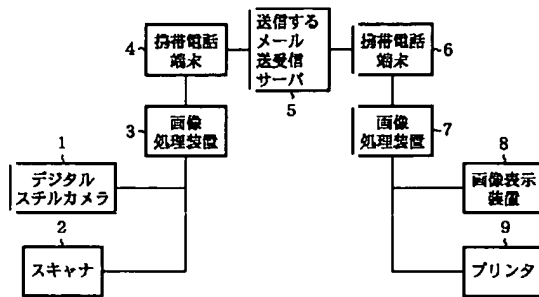 5
送信する
メール
送受信
サーバ
4
携帯電話
端末
携帯電話
端末
6
3
画像
処理装置
画像
処理装置
7
1
デジタル
スチルカメラ
8
画像表示
装置
2
スキャナ
9
プリンタ